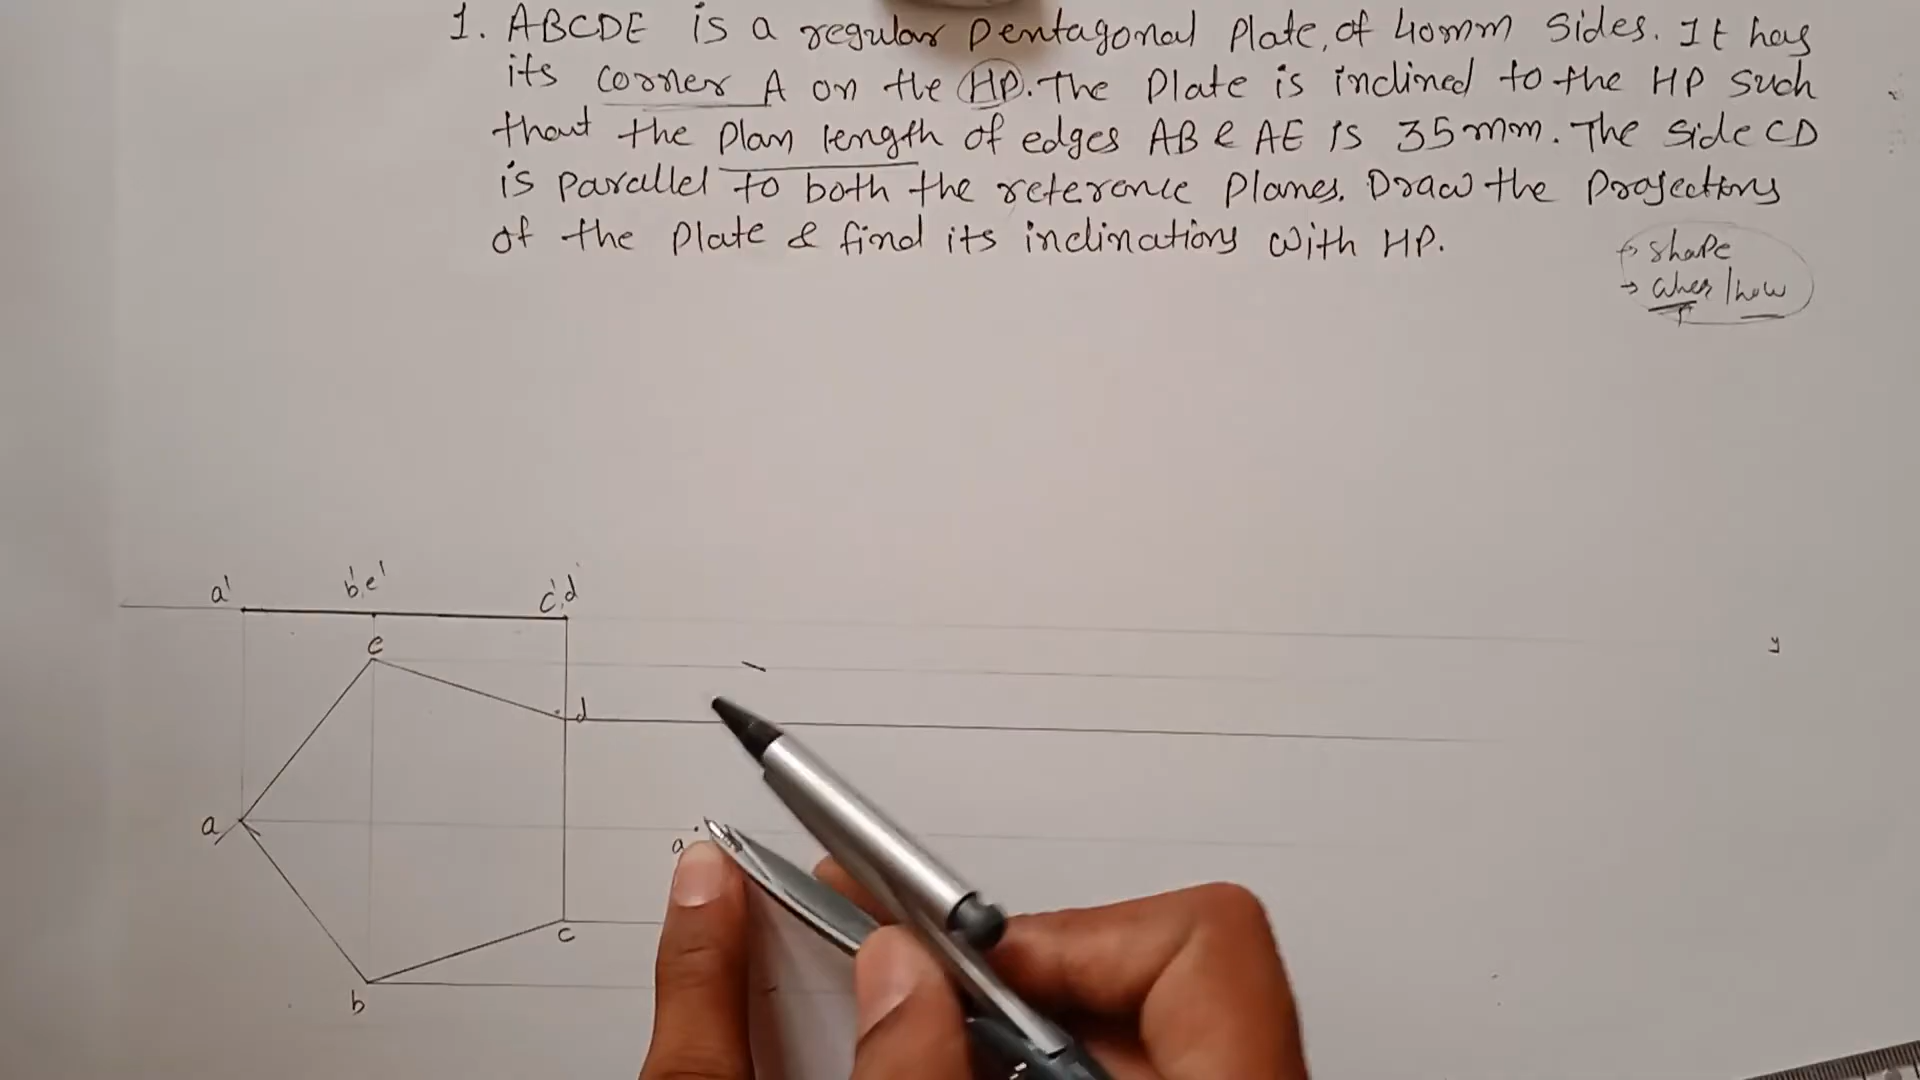 1. ABCDE is a regular Pentagonal Plate, of 40mm Sides. It has
its corner A on the HP. The Plate is inclined to the HP such
that the plan length of edges AB & AE is 35mm. The Side CD
is parallel to both the reference Planes. Draw the Projections
of the Plate & find its inclinations with HP.
→ shape
→ when / how
a' b',e' c',d'
e
y
d
a
a
c
b